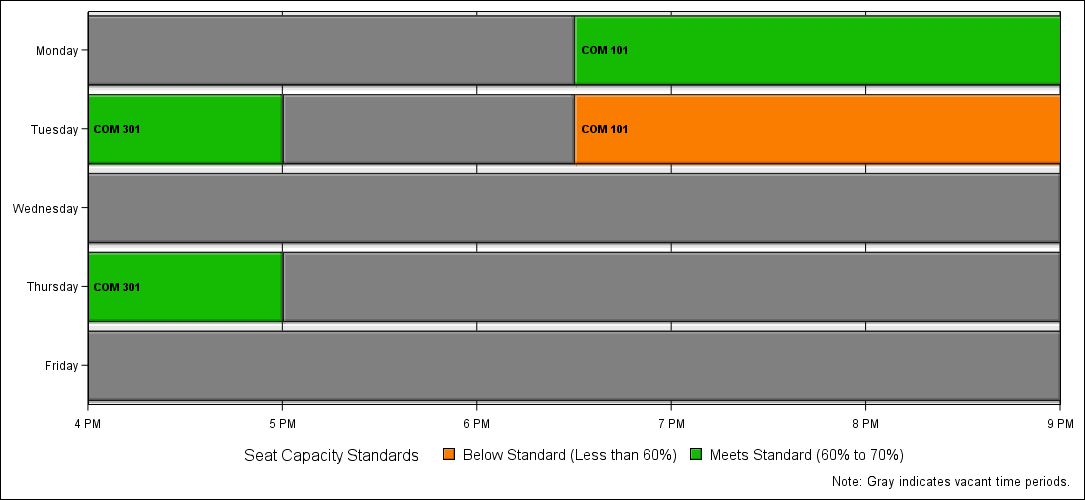 Monday
COM 101
Tuesday
COM 301
COM 101
Wednesday
Thursday
COM 301
Friday
4 PM 5 PM 6 PM 7 PM 8 PM 9 PM
Seat Capacity Standards Below Standard (Less than 60%) Meets Standard (60% to 70%)
Note: Gray indicates vacant time periods.